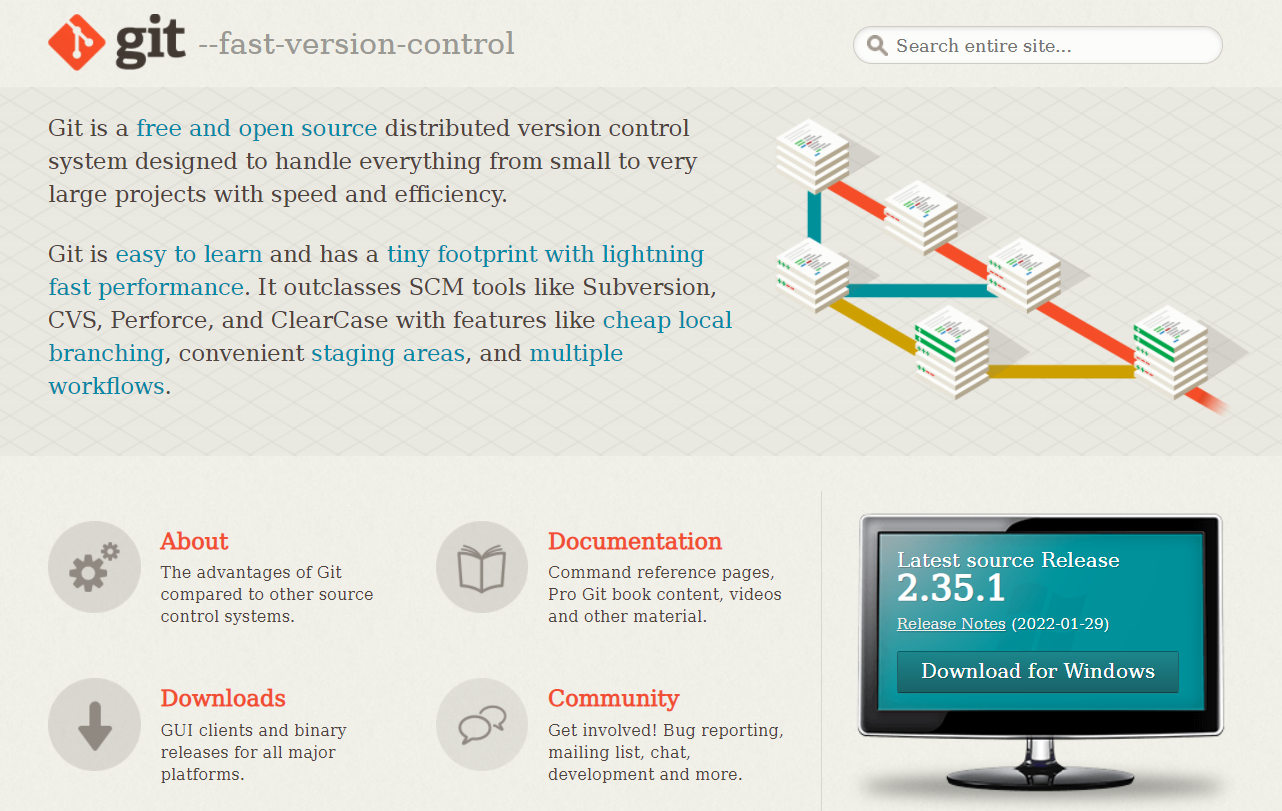 git --fast-version-control
Search entire site...
Git is a free and open source distributed version control
system designed to handle everything from small to very
large projects with speed and efficiency.
Git is easy to learn and has a tiny footprint with lightning
fast performance. It outclasses SCM tools like Subversion,
CVS, Perforce, and ClearCase with features like cheap local
branching, convenient staging areas, and multiple
workflows.
About
The advantages of Git
compared to other source
control systems.
Documentation
Command reference pages,
Pro Git book content, videos
and other material.
Downloads
GUI clients and binary
releases for all major
platforms.
Community
Get involved! Bug reporting,
mailing list, chat,
development and more.
Latest source Release
2.35.1
Release Notes (2022-01-29)
Download for Windows